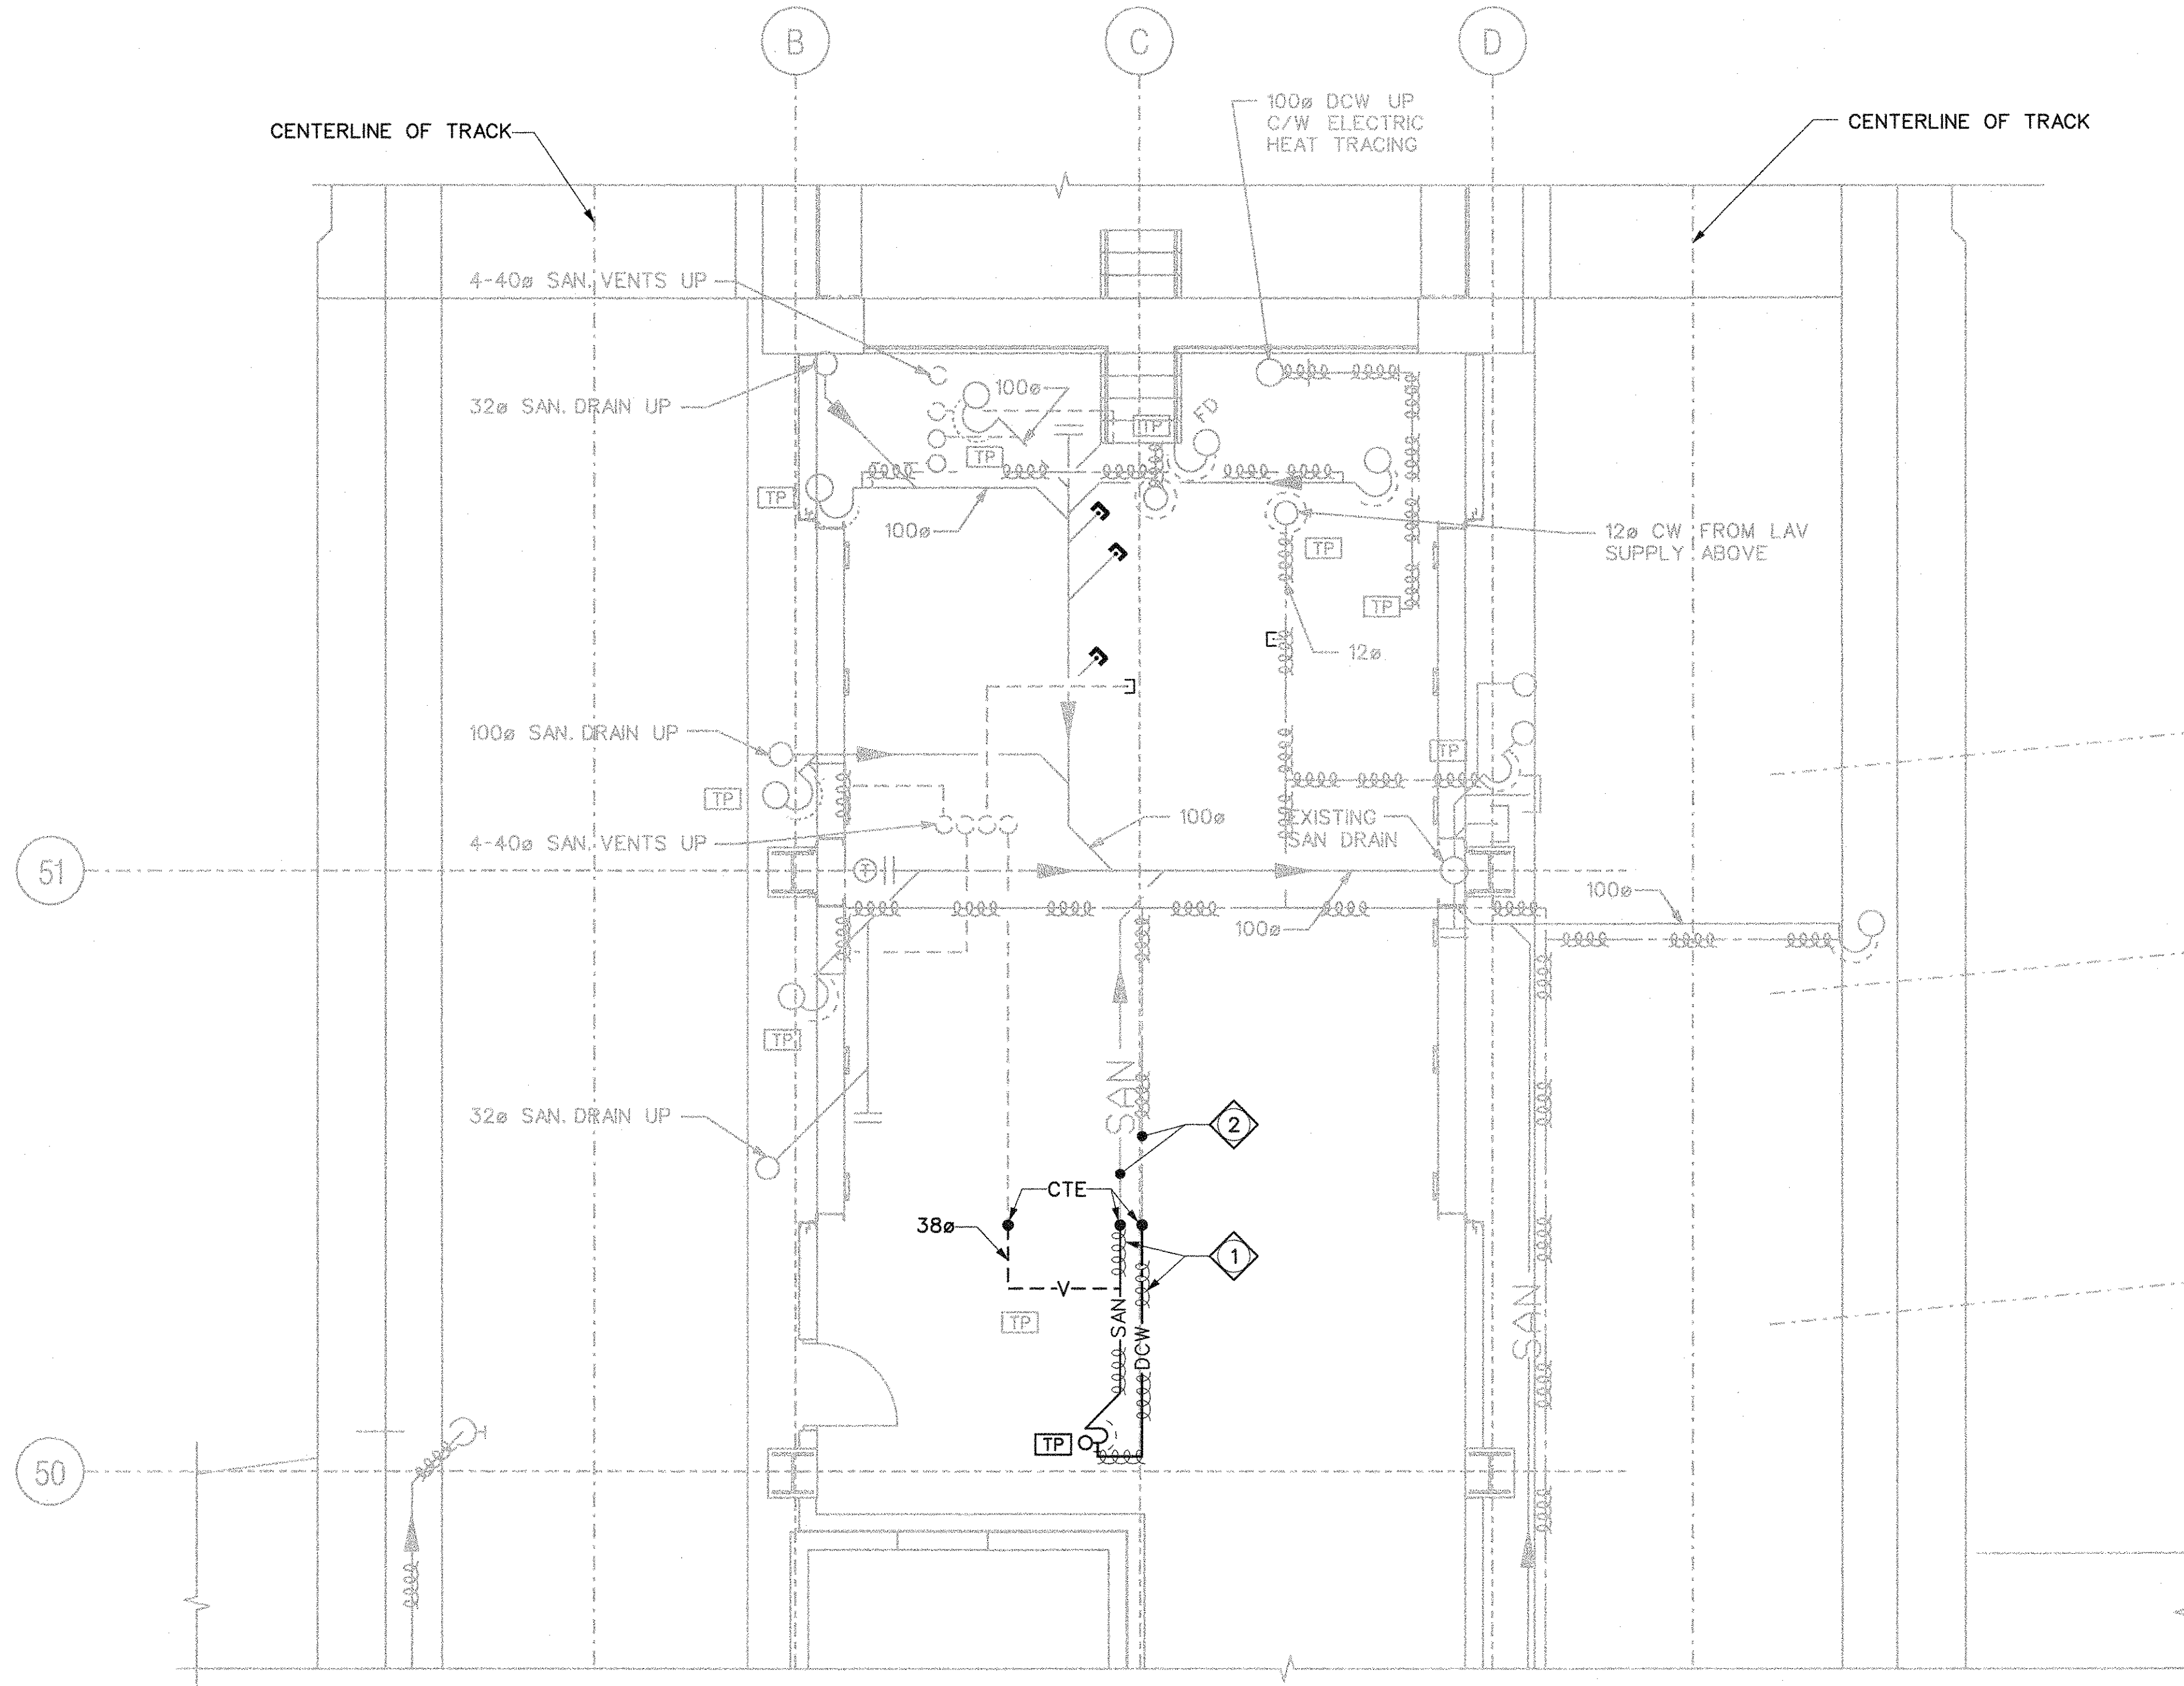 B
C
D
CENTERLINE OF TRACK
100ø DCW UP
C/W ELECTRIC
HEAT TRACING
CENTERLINE OF TRACK
4-40ø SAN. VENTS UP
32ø SAN. DRAIN UP
100ø
FD
TP
TP
TP
100ø
12ø CW FROM LAV
SUPPLY ABOVE
TP
TP
12ø
100ø SAN. DRAIN UP
TP
TP
100ø
EXISTING
SAN DRAIN
4-40ø SAN. VENTS UP
51
T
100ø
100ø
TP
SAN
32ø SAN. DRAIN UP
2
CTE
38ø
1
V
TP
SAN
DCW
SAN
TP
50